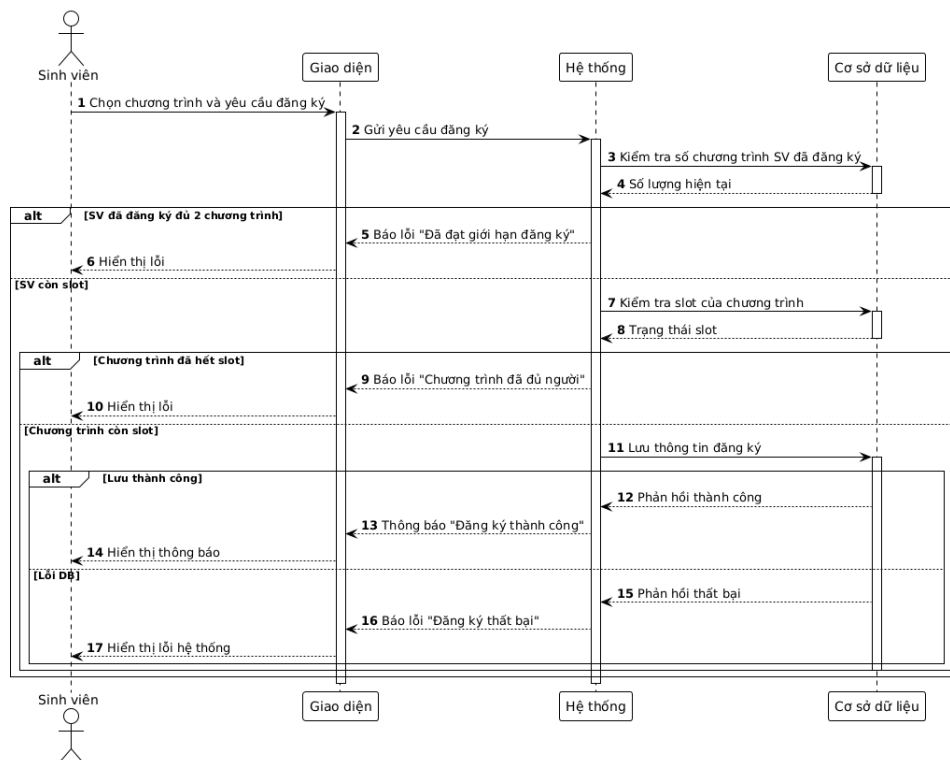 Sinh viên
Giao diện
Hệ thống
Cơ sở dữ liệu
1 Chọn chương trình và yêu cầu đăng ký
2 Gửi yêu cầu đăng ký
3 Kiểm tra số chương trình SV đã đăng ký
4 Số lượng hiện tại
alt [SV đã đăng ký đủ 2 chương trình]
5 Báo lỗi "Đã đạt giới hạn đăng ký"
6 Hiển thị lỗi
[SV còn slot]
7 Kiểm tra slot của chương trình
8 Trạng thái slot
alt [Chương trình đã hết slot]
9 Báo lỗi "Chương trình đã đủ người"
10 Hiển thị lỗi
[Chương trình còn slot]
11 Lưu thông tin đăng ký
alt [Lưu thành công]
12 Phản hồi thành công
13 Thông báo "Đăng ký thành công"
14 Hiển thị thông báo
[Lỗi DB]
15 Phản hồi thất bại
16 Báo lỗi "Đăng ký thất bại"
17 Hiển thị lỗi hệ thống
Sinh viên
Giao diện
Hệ thống
Cơ sở dữ liệu